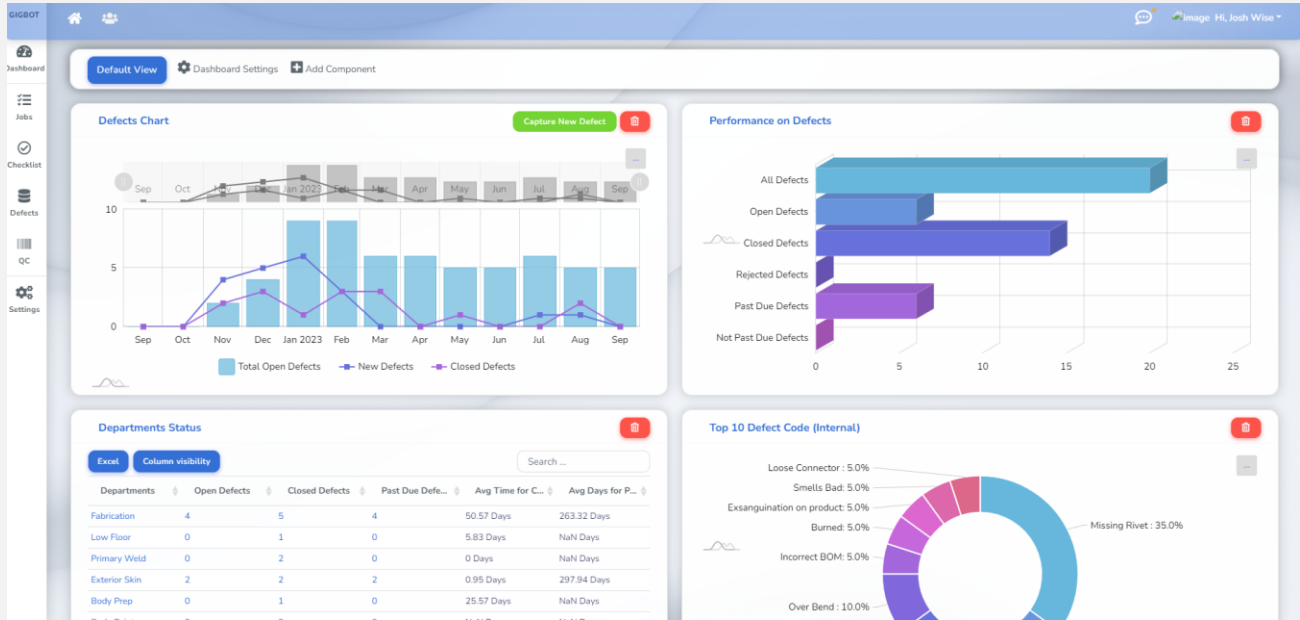 GIGBOT
image Hi, Josh Wise
Dashboard
Jobs
Checklist
Defects
QC
Settings
Default View Dashboard Settings Add Component
Defects Chart Capture New Defect
...
Sep Oct Nov Dec Jan 2023 Feb Mar Apr May Jun Jul Aug Sep
10
5
0
Sep Oct Nov Dec Jan 2023 Feb Mar Apr May Jun Jul Aug Sep
Total Open Defects New Defects Closed Defects
Performance on Defects
...
All Defects
Open Defects
Closed Defects
Rejected Defects
Past Due Defects
Not Past Due Defects
0 5 10 15 20 25
Departments Status
Excel Column visibility Search ...
Departments Open Defects Closed Defects Past Due Defe... Avg Time for C... Avg Days for P...
Fabrication 4 5 4 50.57 Days 263.32 Days
Low Floor 0 1 0 5.83 Days NaN Days
Primary Weld 0 2 0 0 Days NaN Days
Exterior Skin 2 2 2 0.95 Days 297.94 Days
Body Prep 0 1 0 25.57 Days NaN Days
Top 10 Defect Code (Internal)
...
Loose Connector : 5.0%
Smells Bad: 5.0%
Exsanguination on product: 5.0%
Burned: 5.0%
Incorrect BOM: 5.0%
Over Bend : 10.0%
Missing Rivet : 35.0%